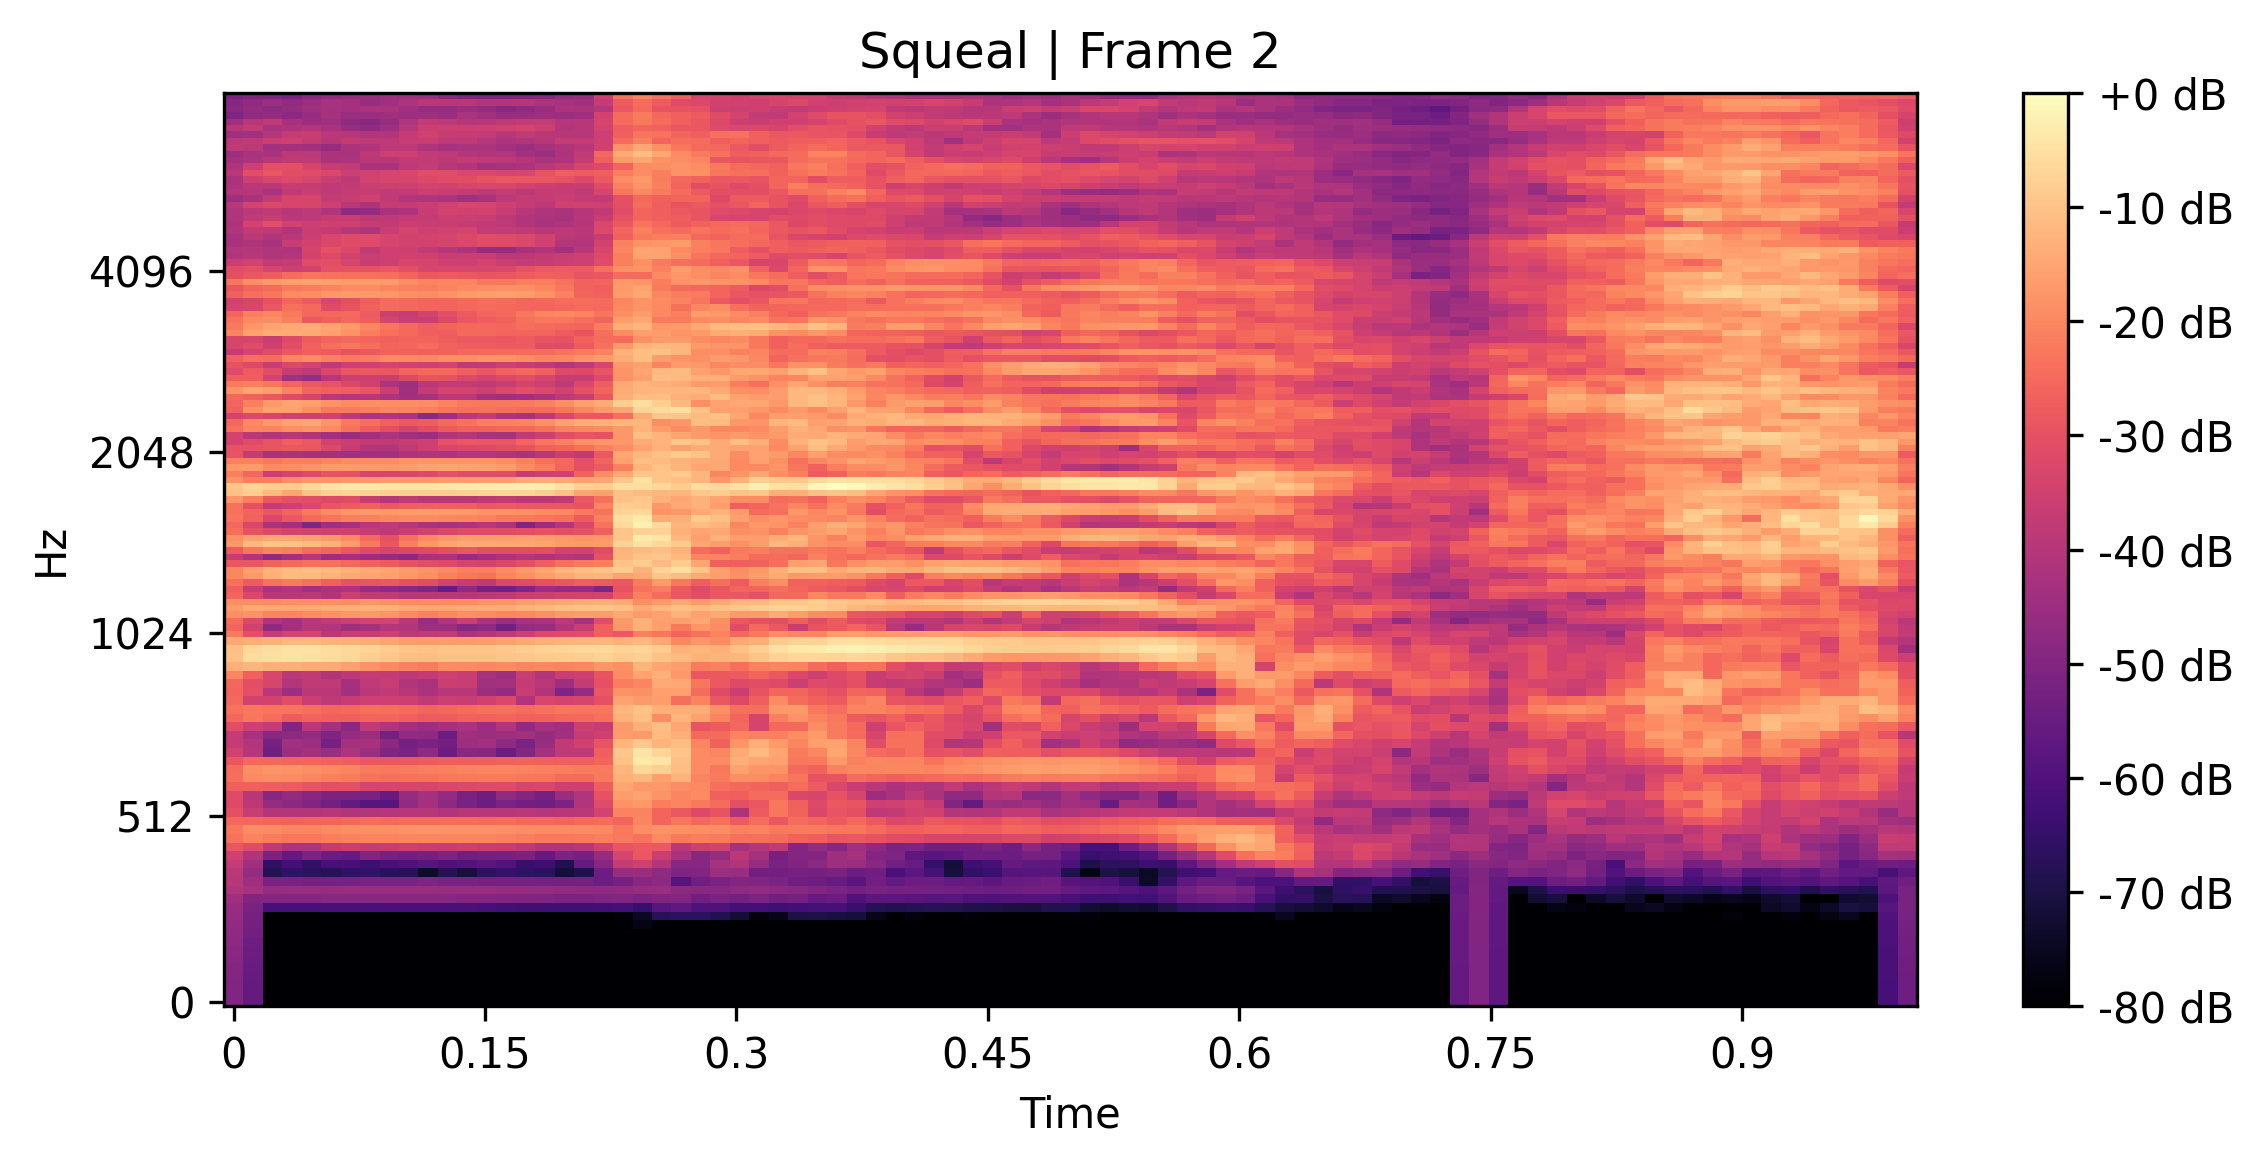 Squeal | Frame 2
Hz
4096
2048
1024
512
0
0 0.15 0.3 0.45 0.6 0.75 0.9
Time
+0 dB
-10 dB
-20 dB
-30 dB
-40 dB
-50 dB
-60 dB
-70 dB
-80 dB